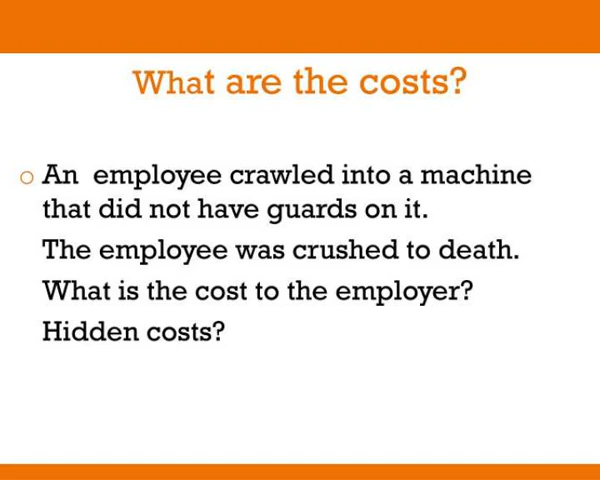 What are the costs?
An employee crawled into a machine
that did not have guards on it.
The employee was crushed to death.
What is the cost to the employer?
Hidden costs?